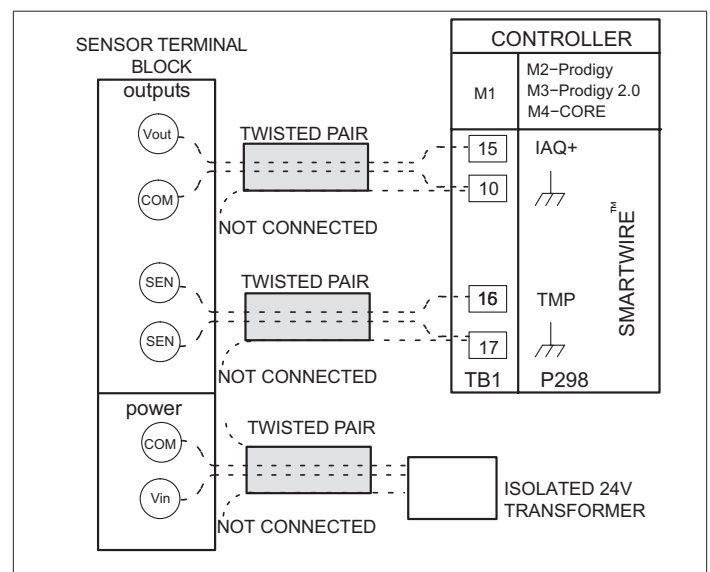 SENSOR TERMINAL
BLOCK
outputs
Vout
COM
SEN
SEN
power
COM
Vin
TWISTED PAIR
NOT CONNECTED
TWISTED PAIR
NOT CONNECTED
TWISTED PAIR
NOT CONNECTED
CONTROLLER
M1
M2−Prodigy
M3−Prodigy 2.0
M4−CORE
15
IAQ+
10
16
TMP
17
TB1
P298
SMARTWIRE™
ISOLATED 24V
TRANSFORMER